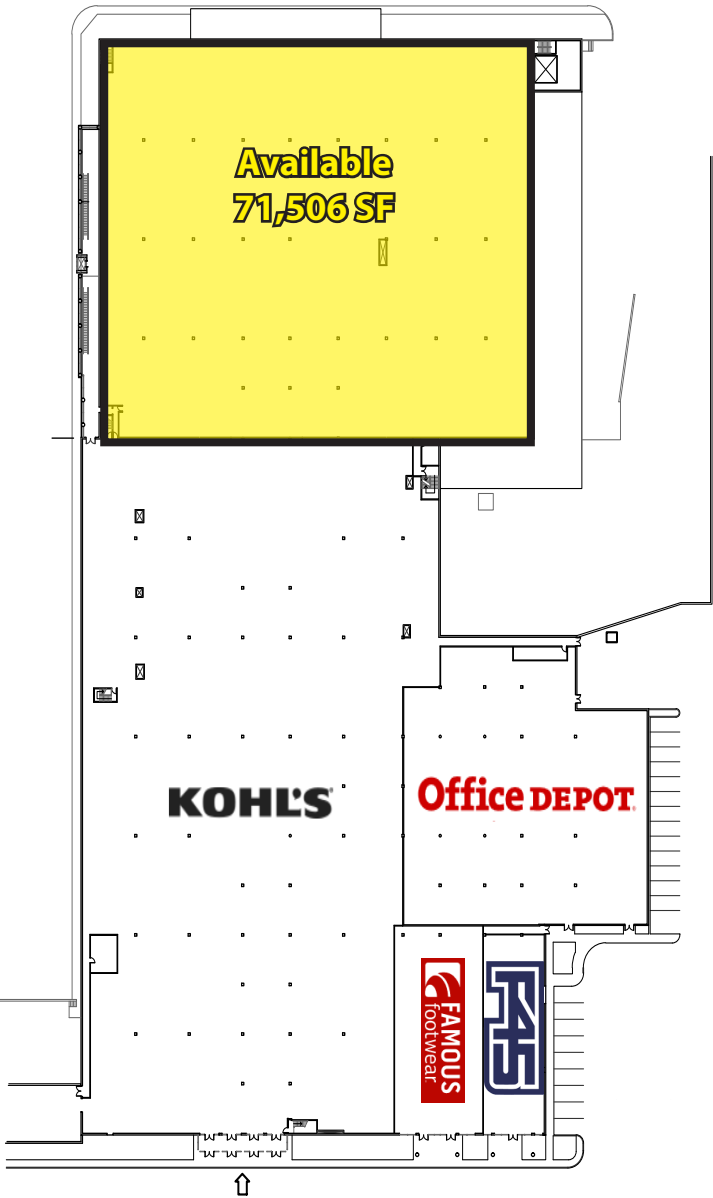 Available
71,506 SF
KOHL'S
Office DEPOT.
FAMOUS
footwear.
F45